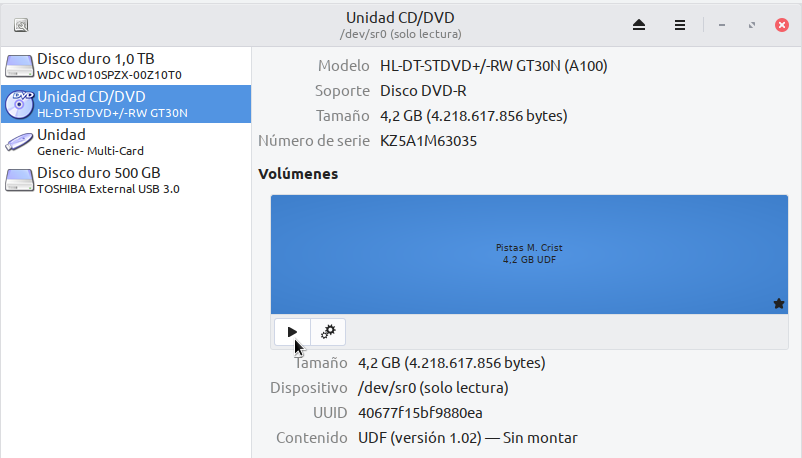 Unidad CD/DVD
/dev/sr0 (solo lectura)
Disco duro 1,0 TB
WDC WD10SPZX-00Z10T0
Unidad CD/DVD
HL-DT-STDVD+/-RW GT30N
Unidad
Generic- Multi-Card
Disco duro 500 GB
TOSHIBA External USB 3.0
Modelo HL-DT-STDVD+/-RW GT30N (A100)
Soporte Disco DVD-R
Tamaño 4,2 GB (4.218.617.856 bytes)
Número de serie KZ5A1M63035
Volúmenes
Pistas M. Crist
4,2 GB UDF
Tamaño 4,2 GB (4.218.617.856 bytes)
Dispositivo /dev/sr0 (solo lectura)
UUID 40677f15bf9880ea
Contenido UDF (versión 1.02) — Sin montar